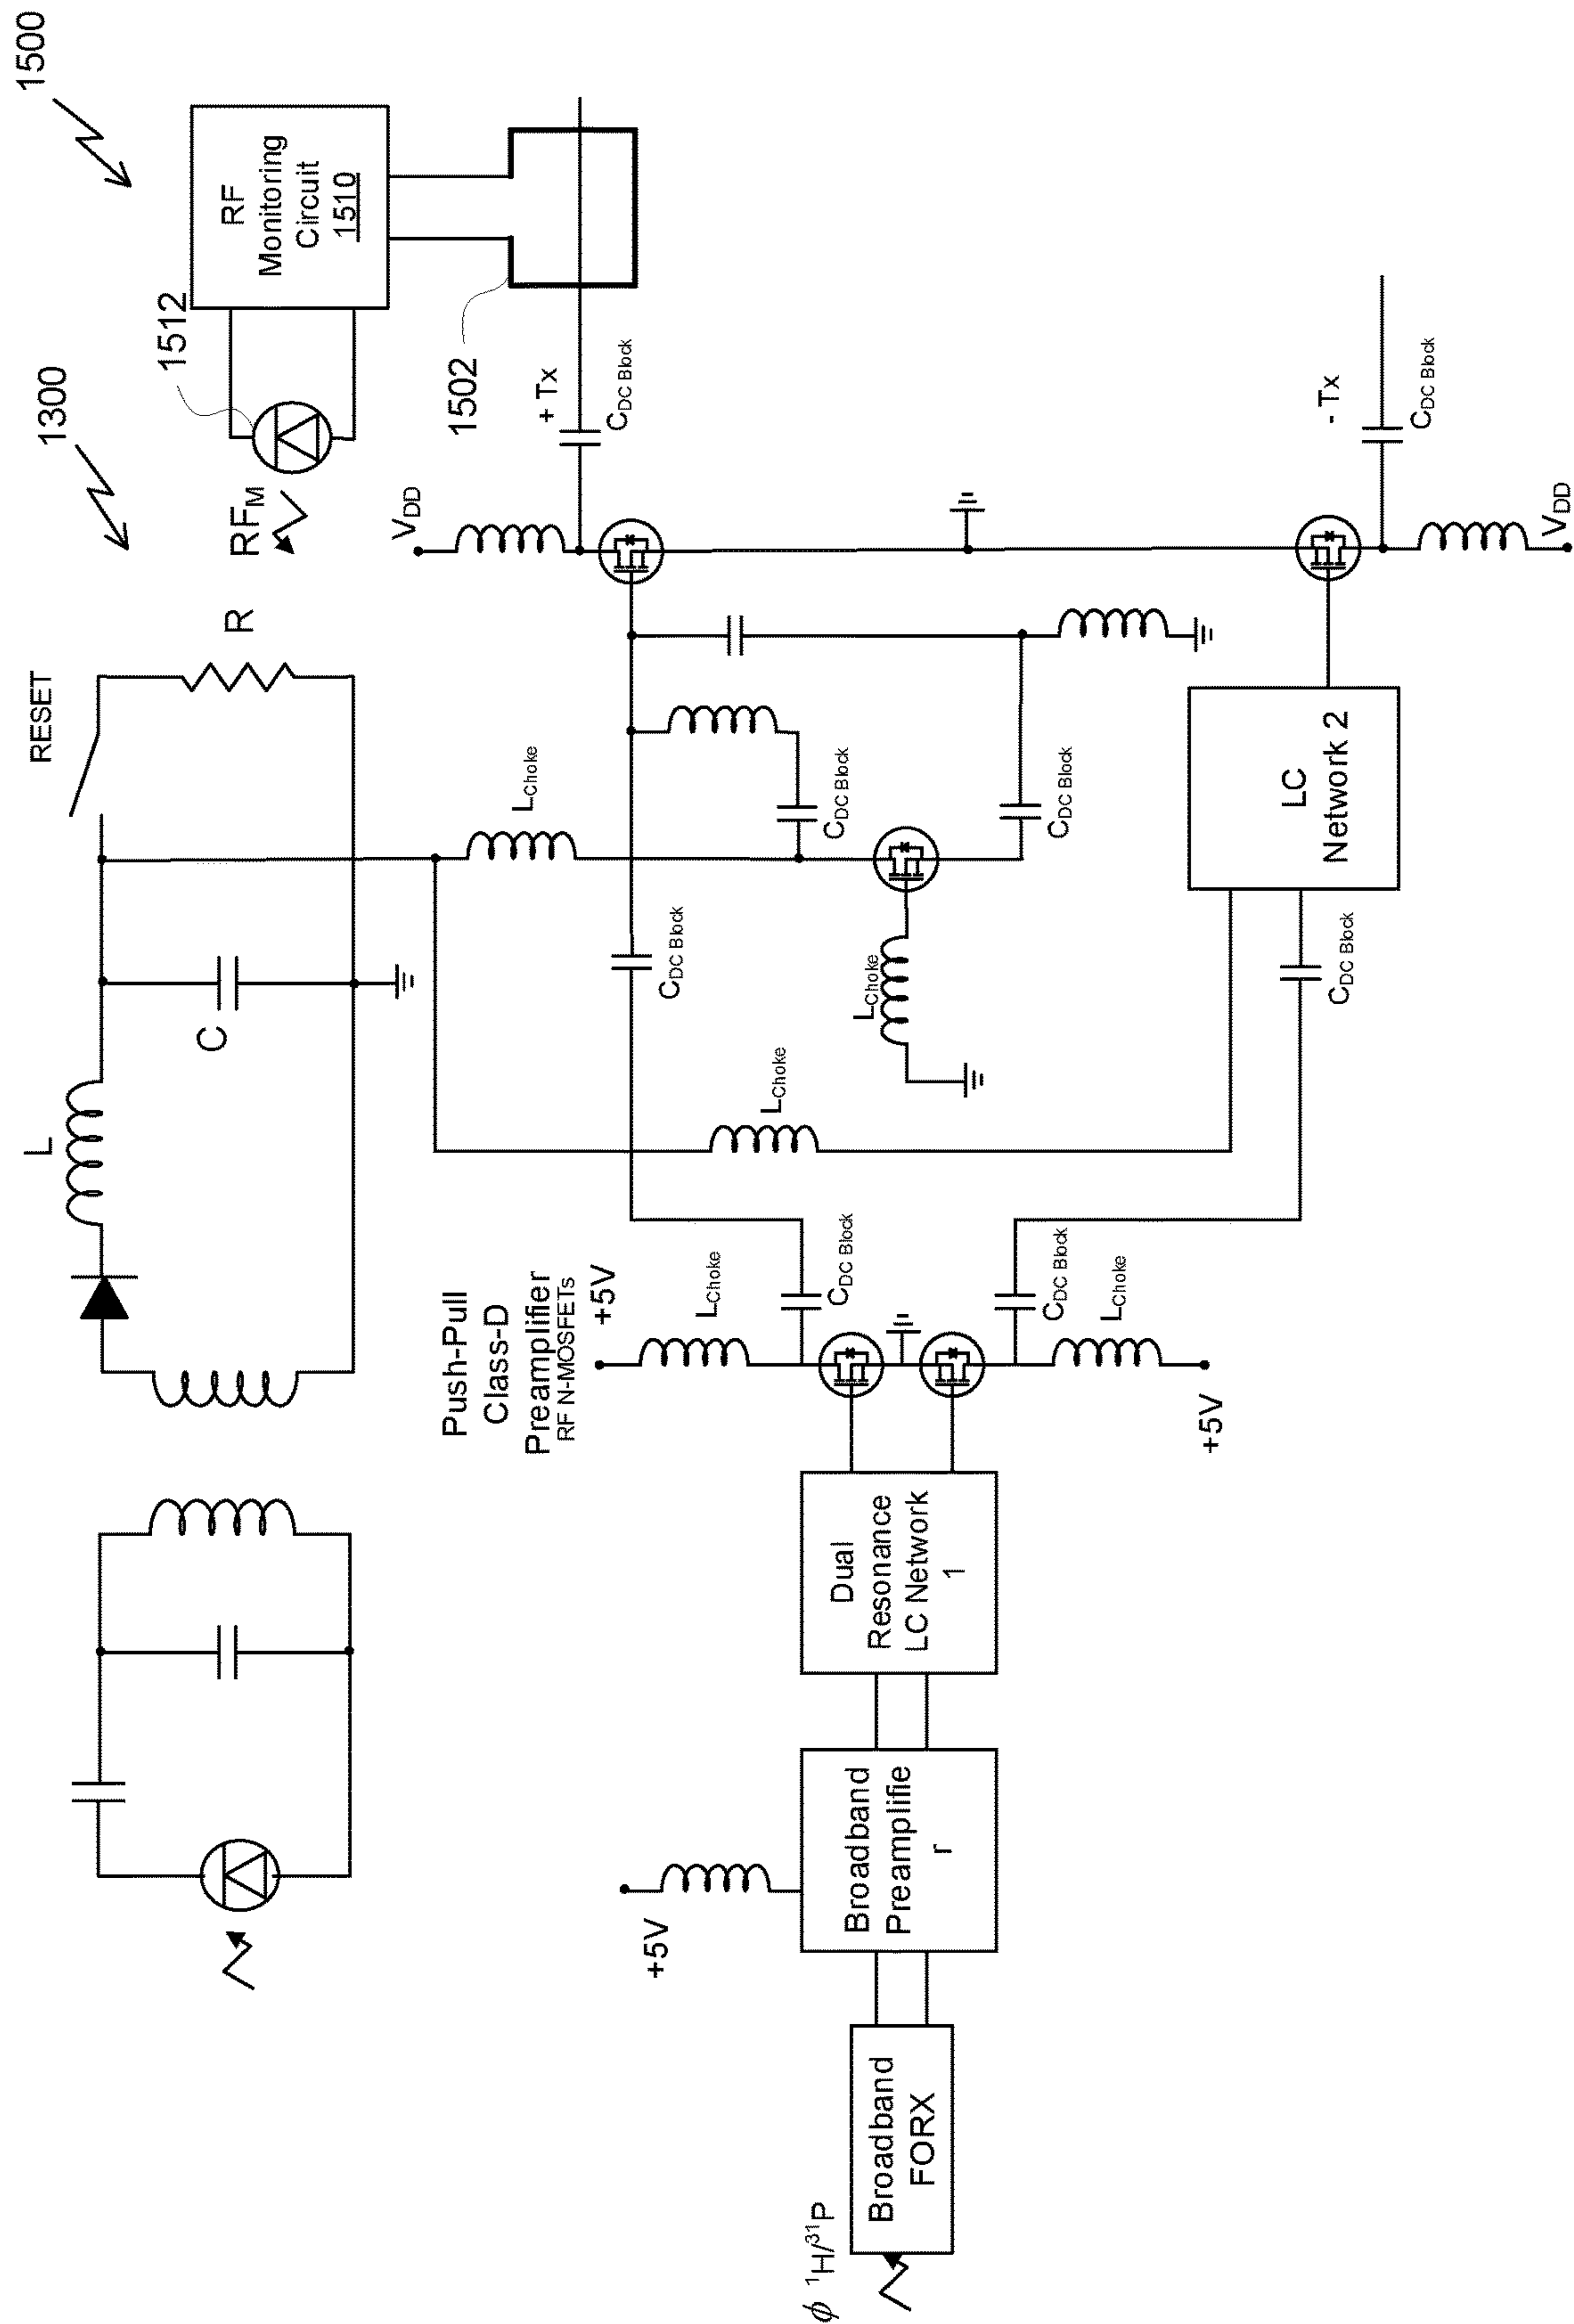 1500
1300
RF
Monitoring
Circuit
1510
1512
RF_M
1502
RESET
R
L
C
V_DD
+ Tx
C_DC Block
L_Choke
C_DC Block
C_DC Block
C_DC Block
L_Choke
L_Choke
Push-Pull
Class-D
Preamplifier
RF N-MOSFETs
+5V
L_Choke
C_DC Block
C_DC Block
L_Choke
+5V
- Tx
C_DC Block
V_DD
LC
Network 2
C_DC Block
Dual
Resonance
LC Network
1
+5V
Broadband
Preamplifie
r
Broadband
FORX
ϕ ¹H/³¹P